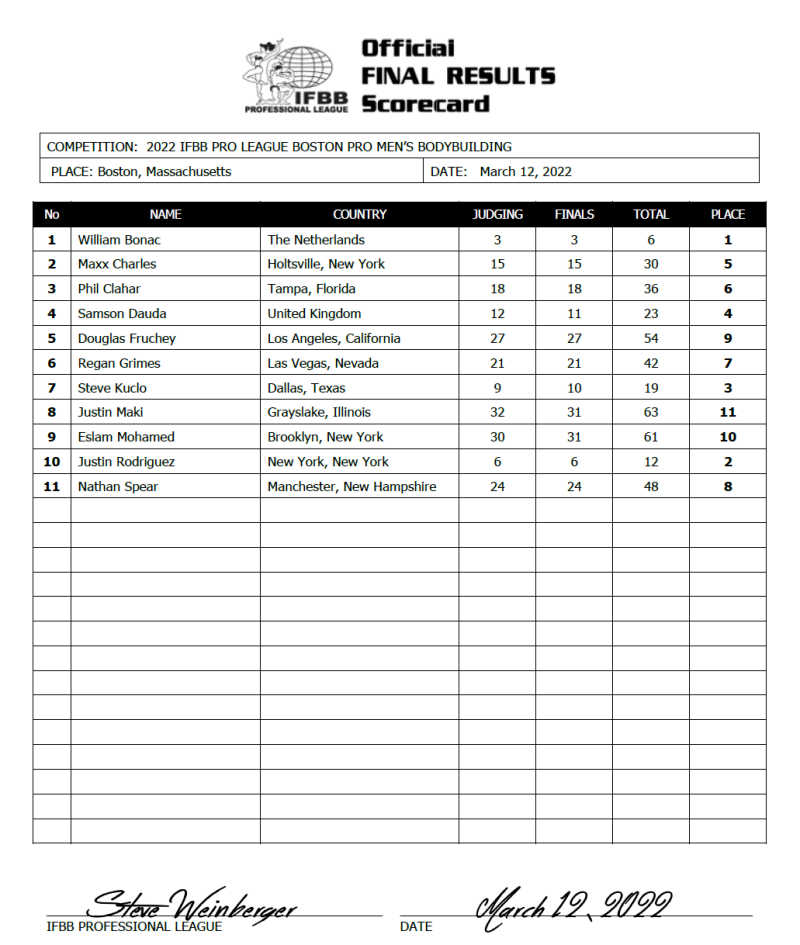 Official
FINAL RESULTS
Scorecard
IFBB
PROFESSIONAL LEAGUE
COMPETITION: 2022 IFBB PRO LEAGUE BOSTON PRO MEN'S BODYBUILDING
PLACE: Boston, Massachusetts DATE: March 12, 2022
No NAME COUNTRY JUDGING FINALS TOTAL PLACE
1 William Bonac The Netherlands 3 3 6 1
2 Maxx Charles Holtsville, New York 15 15 30 5
3 Phil Clahar Tampa, Florida 18 18 36 6
4 Samson Dauda United Kingdom 12 11 23 4
5 Douglas Fruchey Los Angeles, California 27 27 54 9
6 Regan Grimes Las Vegas, Nevada 21 21 42 7
7 Steve Kuclo Dallas, Texas 9 10 19 3
8 Justin Maki Grayslake, Illinois 32 31 63 11
9 Eslam Mohamed Brooklyn, New York 30 31 61 10
10 Justin Rodriguez New York, New York 6 6 12 2
11 Nathan Spear Manchester, New Hampshire 24 24 48 8
Steve Weinberger March 12, 2022
IFBB PROFESSIONAL LEAGUE DATE